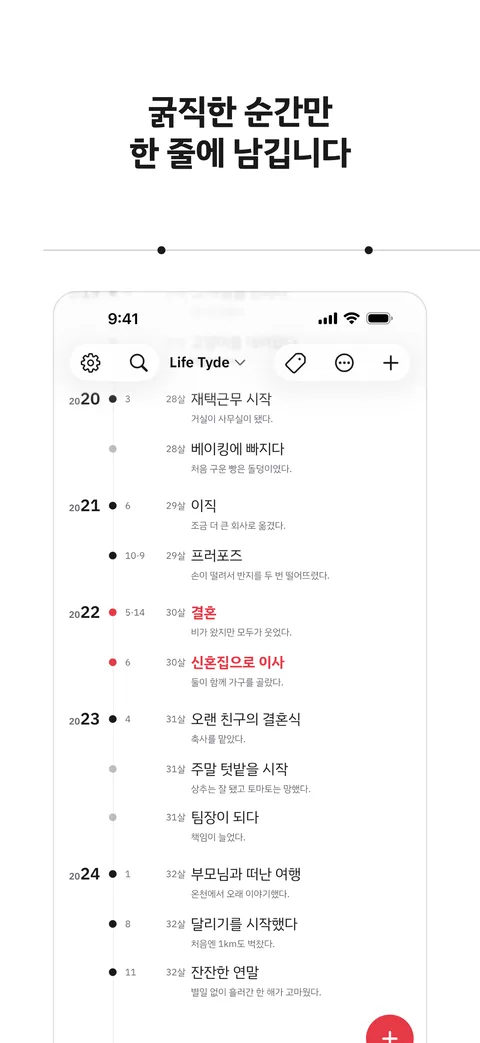 굵직한 순간만
한 줄에 남깁니다
9:41
Life Tyde
2020 3 28살 재택근무 시작
거실이 사무실이 됐다.
28살 베이킹에 빠지다
처음 구운 빵은 돌덩이였다.
2021 6 29살 이직
조금 더 큰 회사로 옮겼다.
10·9 29살 프러포즈
손이 떨려서 반지를 두 번 떨어뜨렸다.
2022 5·14 30살 결혼
비가 왔지만 모두가 웃었다.
6 30살 신혼집으로 이사
둘이 함께 가구를 골랐다.
2023 4 31살 오랜 친구의 결혼식
축사를 맡았다.
31살 주말 텃밭을 시작
상추는 잘 됐고 토마토는 망했다.
31살 팀장이 되다
책임이 늘었다.
2024 1 32살 부모님과 떠난 여행
온천에서 오래 이야기했다.
8 32살 달리기를 시작했다
처음엔 1km도 벅찼다.
11 32살 잔잔한 연말
별일 없이 흘러간 한 해가 고마웠다.